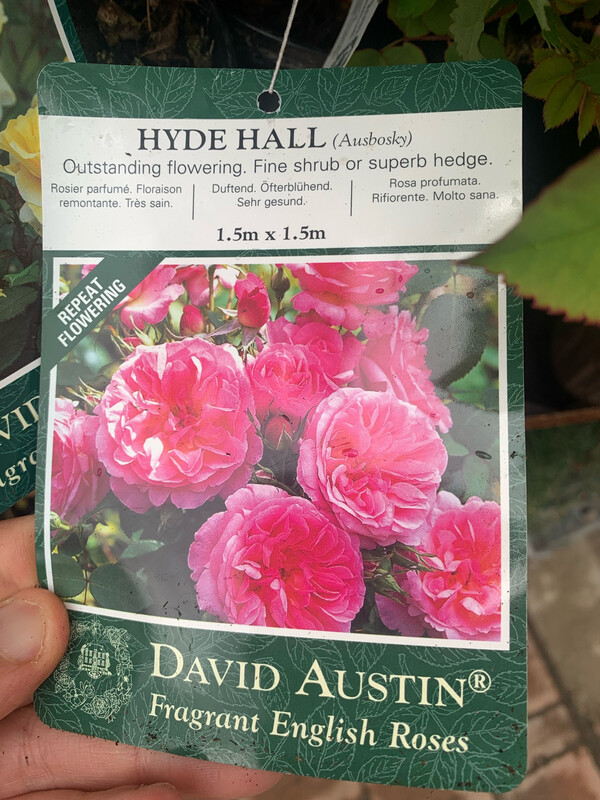 HYDE HALL (Ausbosky)
Outstanding flowering. Fine shrub or superb hedge.
Rosier parfumé. Floraison
remontante. Très sain.
Duftend. Öfterblühend.
Sehr gesund.
Rosa profumata.
Rifiorente. Molto sana.
1.5m x 1.5m
REPEAT
FLOWERING
DAVID AUSTIN®
Fragrant English Roses